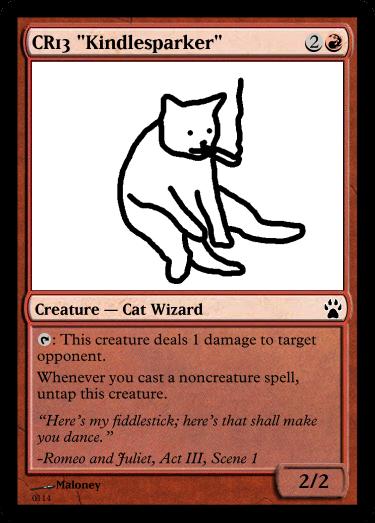 CR13 "Kindlesparker"
2
: This creature deals 1 damage to target
opponent.
Whenever you cast a noncreature spell,
untap this creature.
"Here's my fiddlestick; here's that shall make
you dance."
-Romeo and Juliet, Act III, Scene 1
Creature — Cat Wizard
2/2
Maloney